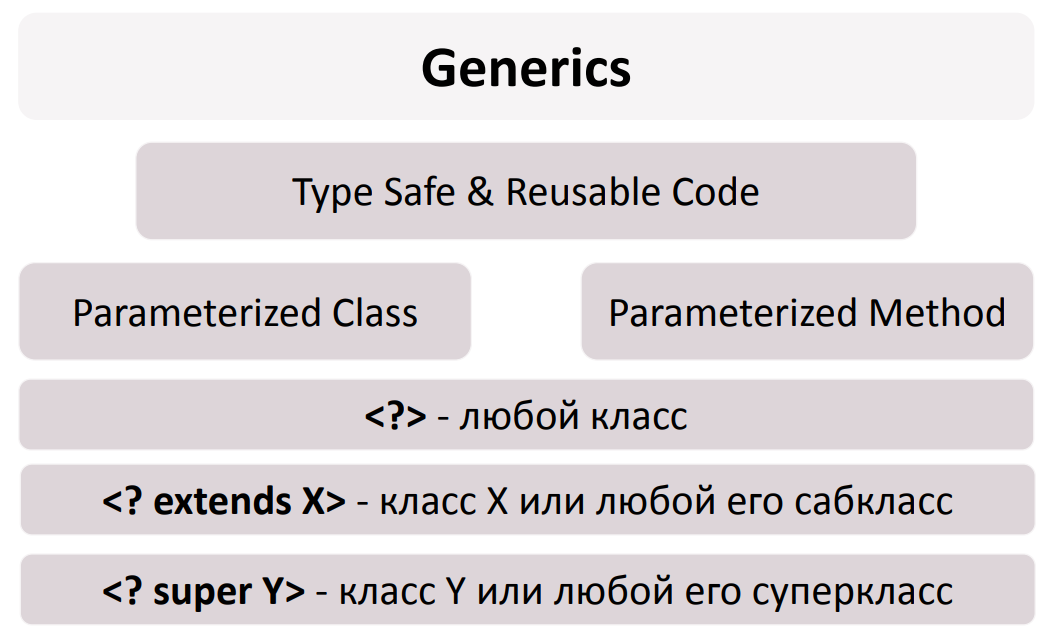 Generics
Type Safe & Reusable Code
Parameterized Class
Parameterized Method
<?> - любой класс
<? extends X> - класс X или любой его сабкласс
<? super Y> - класс Y или любой его суперкласс